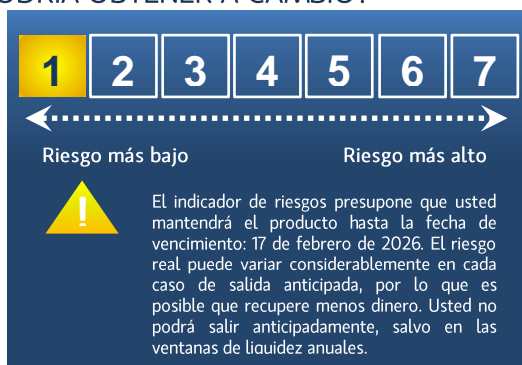 ODRÍA OBTENER A CAMBIO?
1 2 3 4 5 6 7
Riesgo más bajo Riesgo más alto
!
El indicador de riesgos presupone que usted
mantendrá el producto hasta la fecha de
vencimiento: 17 de febrero de 2026. El riesgo
real puede variar considerablemente en cada
caso de salida anticipada, por lo que es
posible que recupere menos dinero. Usted no
podrá salir anticipadamente, salvo en las
ventanas de liquidez anuales.